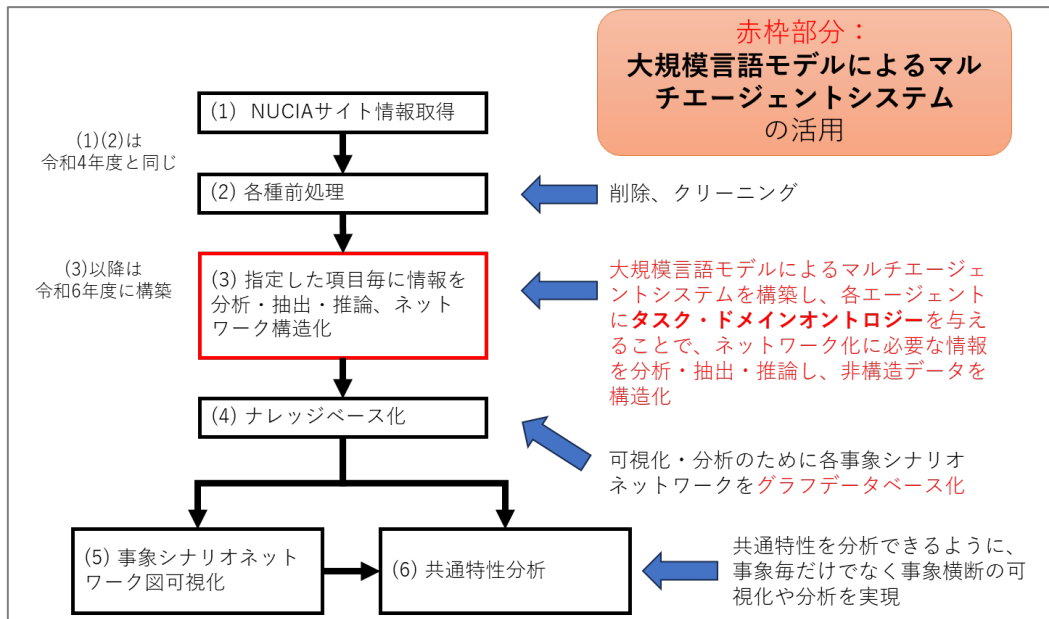 赤枠部分：
大規模言語モデルによるマル
チエージェントシステム
の活用
(1) NUCIAサイト情報取得
(1)(2)は
令和4年度と同じ
(2) 各種前処理
削除、クリーニング
(3)以降は
令和6年度に構築
(3) 指定した項目毎に情報を
分析・抽出・推論、ネット
ワーク構造化
大規模言語モデルによるマルチエージェ
ントシステムを構築し、各エージェント
にタスク・ドメインオントロジーを与え
ることで、ネットワーク化に必要な情報
を分析・抽出・推論し、非構造データを
構造化
(4) ナレッジベース化
可視化・分析のために各事象シナリオ
ネットワークをグラフデータベース化
(5) 事象シナリオネット
ワーク図可視化
(6) 共通特性分析
共通特性を分析できるように、
事象毎だけでなく事象横断の可
視化や分析を実現